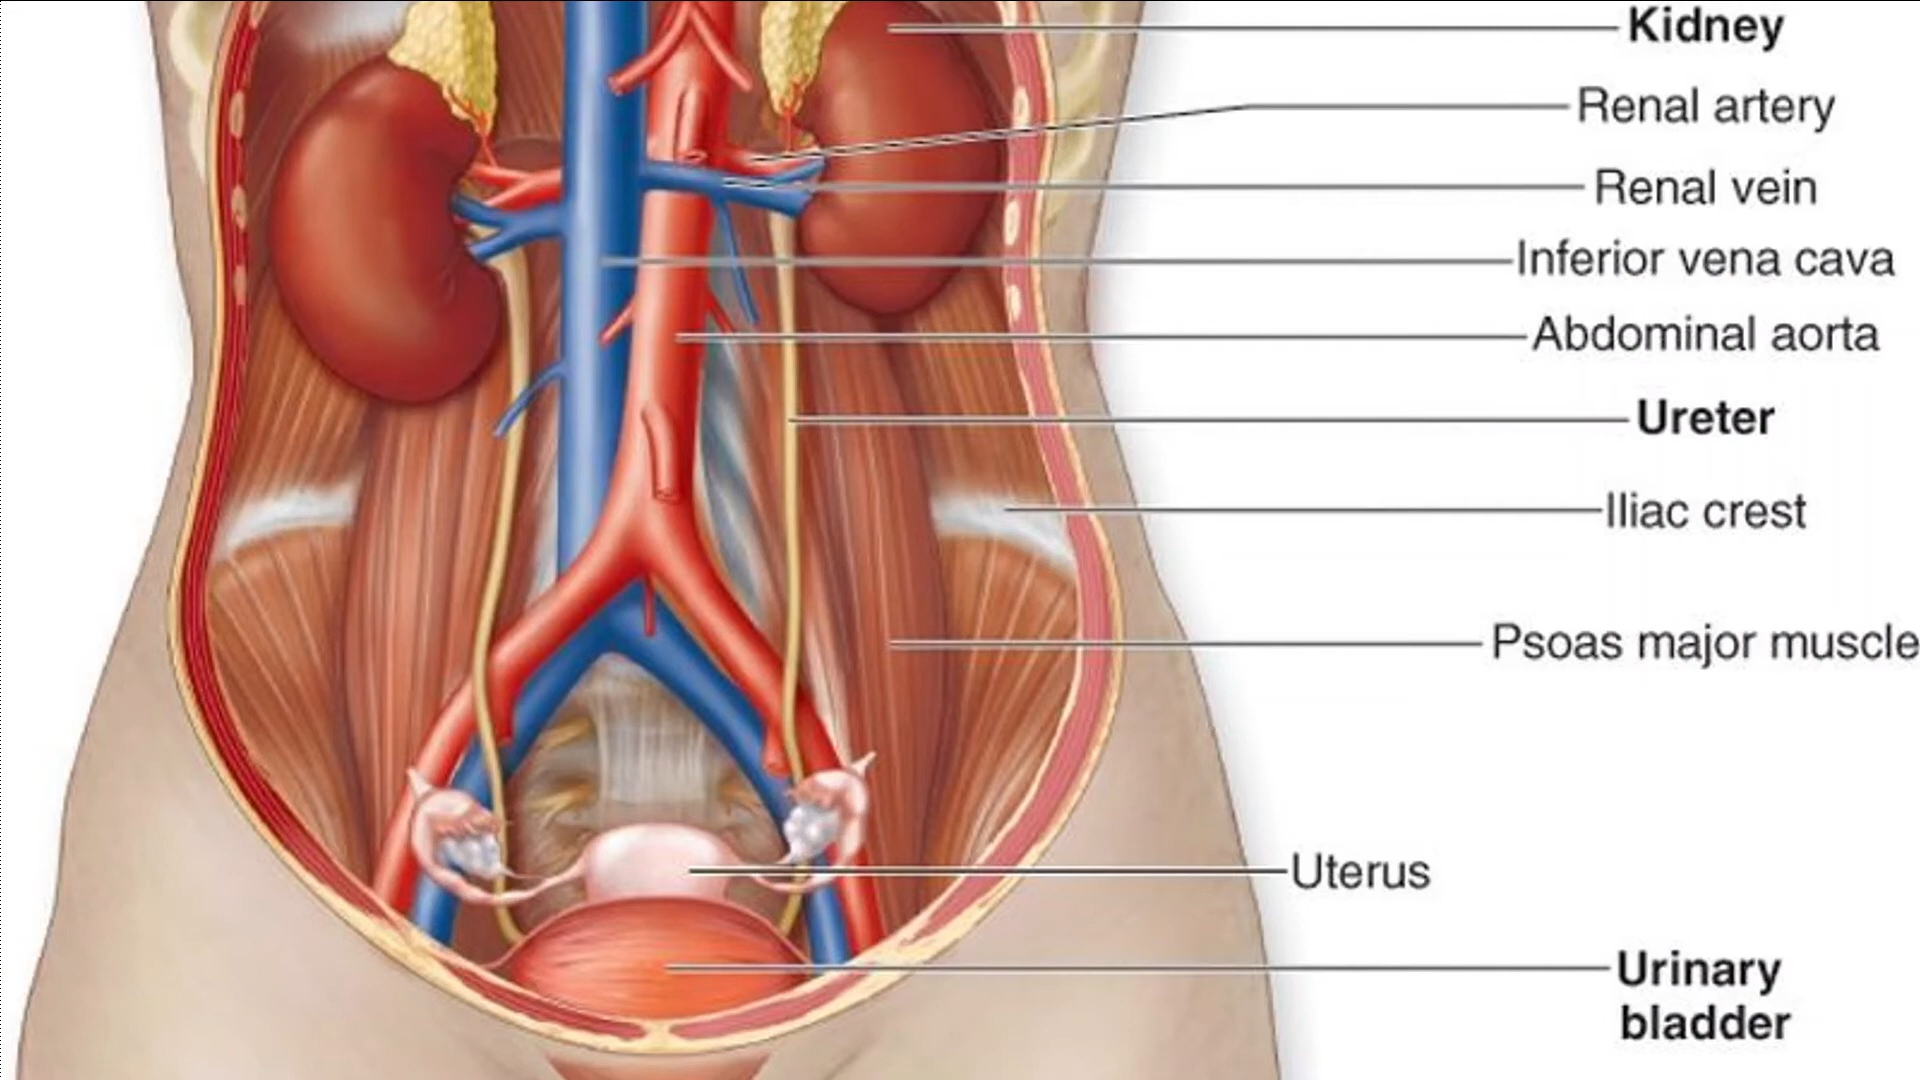 Kidney
Renal artery
Renal vein
Inferior vena cava
Abdominal aorta
Ureter
Iliac crest
Psoas major muscle
Uterus
Urinary
bladder